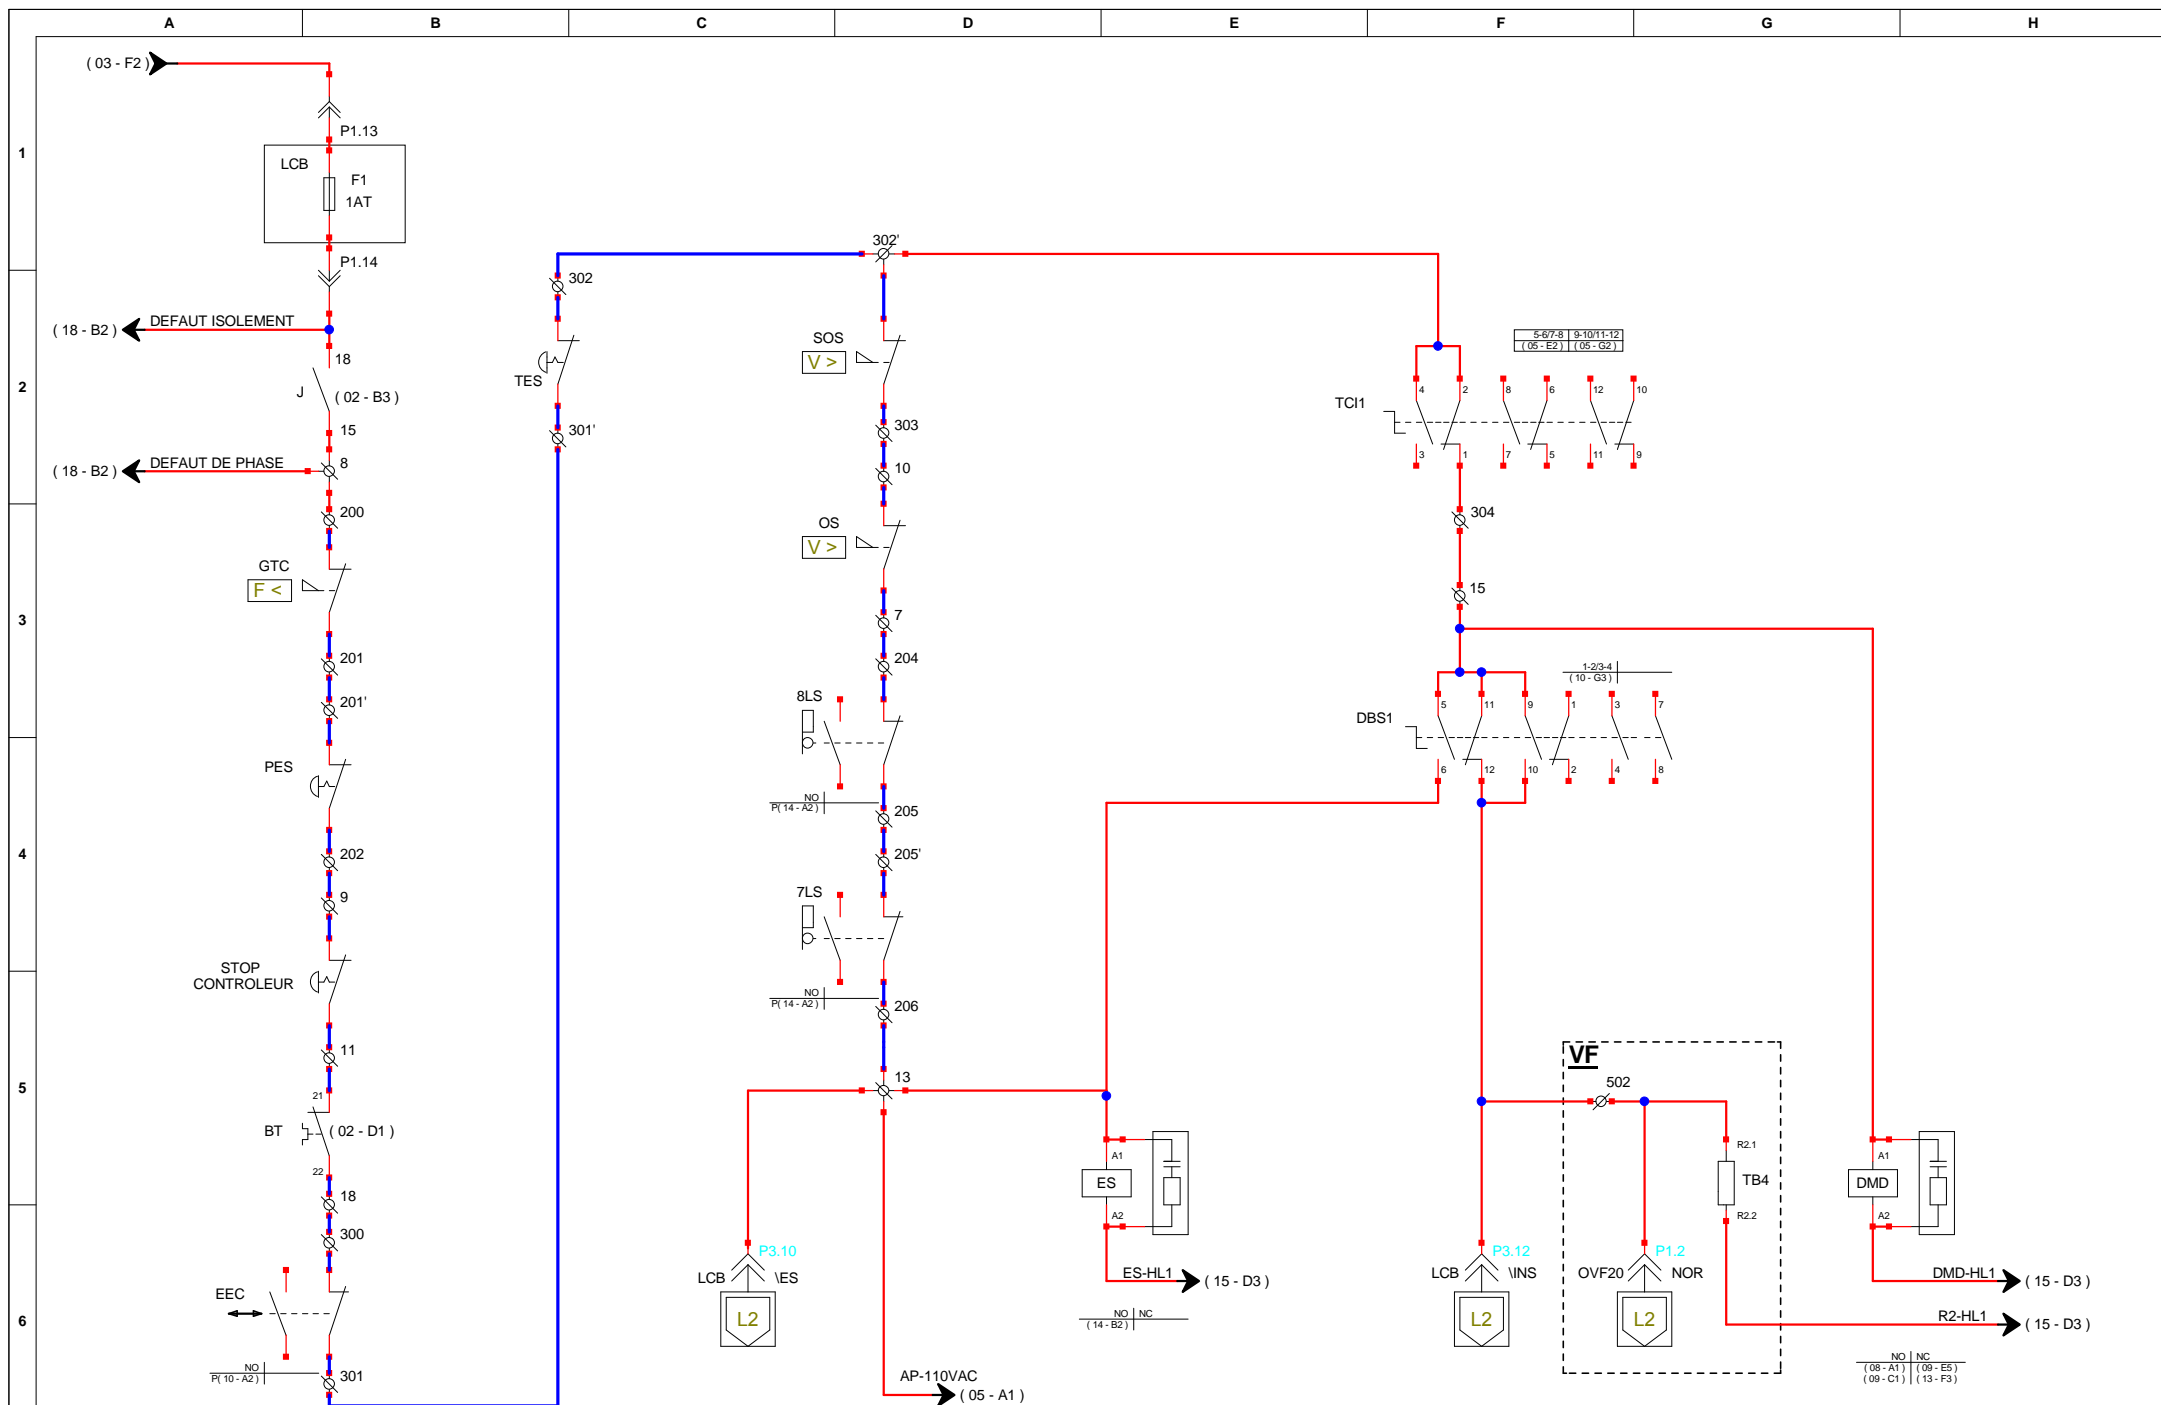 A B C D E F G H
1
2
3
4
5
6
( 03 - F2 )
P1.13
LCB
F1
1AT
P1.14
( 18 - B2 ) DEFAUT ISOLEMENT
18
J ( 02 - B3 )
15
( 18 - B2 ) DEFAUT DE PHASE
8
200
GTC
F <
201
201'
PES
202
9
STOP
CONTROLEUR
11
21
BT ( 02 - D1 )
22
18
300
EEC
NO
P( 10 - A2 )
301
302
TES
301'
302'
SOS
V >
303
10
OS
V >
7
204
8LS
NO
P( 14 - A2 )
205
205'
7LS
NO
P( 14 - A2 )
206
13
P3.10
LCB \ES
L2
AP-110VAC
( 05 - A1 )
A1
ES
A2
ES-HL1 ( 15 - D3 )
NO NC
( 14 - B2 )
5-6/7-8 9-10/11-12
( 05 - E2 ) ( 05 - G2 )
4 2 8 6 12 10
TCI1
3 1 7 5 11 9
304
15
1-2/3-4
( 10 - G3 )
5 11 9 1 3 7
DBS1
6 12 10 2 4 8
VF
502
R2.1
TB4
R2.2
P3.12
LCB \INS
L2
P1.2
OVF20 NOR
L2
A1
DMD
A2
DMD-HL1 ( 15 - D3 )
R2-HL1 ( 15 - D3 )
NO NC
( 08 - A1 ) ( 09 - E5 )
( 09 - C1 ) ( 13 - F3 )